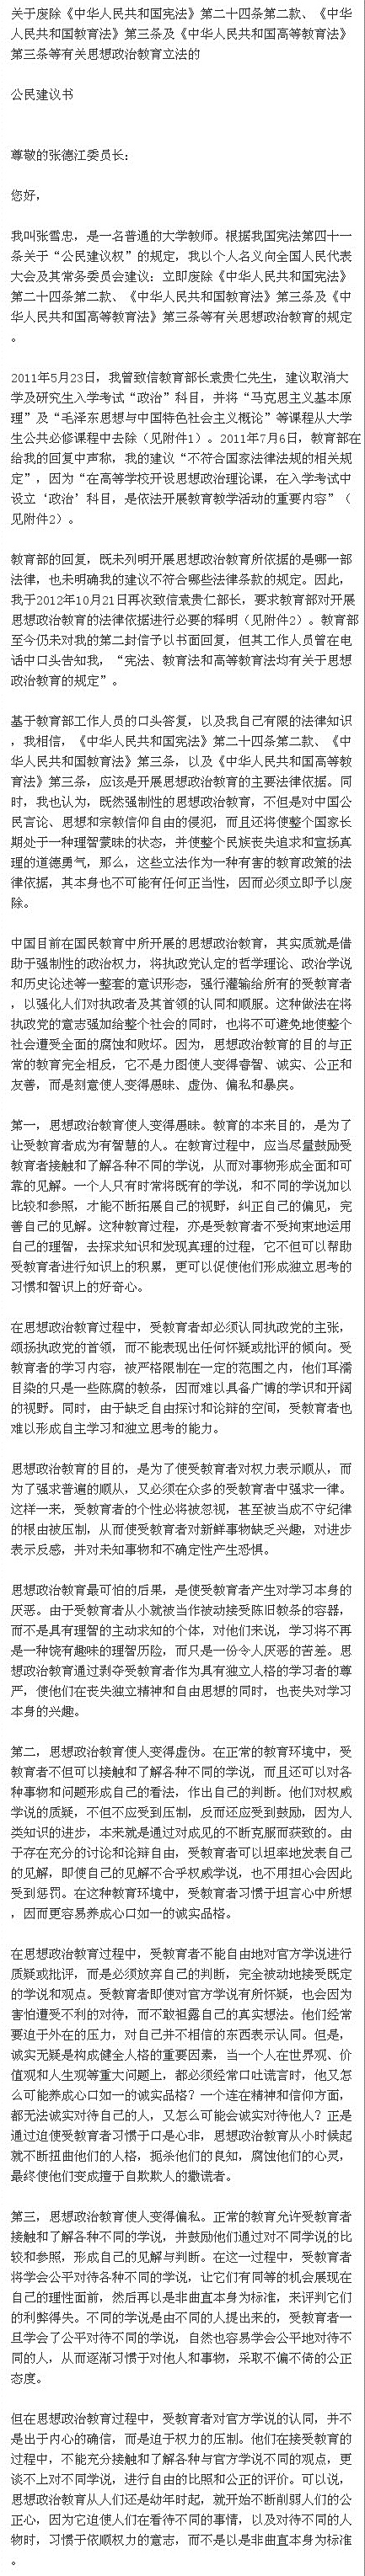 关于废除《中华人民共和国宪法》第二十四条第二款、《中华
人民共和国教育法》第三条及《中华人民共和国高等教育法》
第三条等有关思想政治教育立法的
公民建议书
尊敬的张德江委员长：
您好，
我叫张雪忠，是一名普通的大学教师。根据我国宪法第四十一
条关于“公民建议权”的规定，我以个人名义向全国人民代表
大会及其常务委员会建议：立即废除《中华人民共和国宪法》
第二十四条第二款、《中华人民共和国教育法》第三条及《中
华人民共和国高等教育法》第三条等有关思想政治教育的规定
。
2011年5月23日，我曾致信教育部长袁贵仁先生，建议取消大
学及研究生入学考试“政治”科目，并将“马克思主义基本原
理”及“毛泽东思想与中国特色社会主义概论”等课程从大学
生公共必修课程中去除（见附件1）。2011年7月6日，教育部在
给我的回复中声称，我的建议“不符合国家法律法规的相关规
定”，因为“在高等学校开设思想政治理论课，在入学考试中
设立‘政治’科目，是依法开展教育教学活动的重要内容”（
见附件2）。
教育部的回复，既未列明开展思想政治教育所依据的是哪一部
法律，也未明确我的建议不符合哪些法律条款的规定。因此，
我于2012年10月21日再次致信袁贵仁部长，要求教育部对开展
思想政治教育的法律依据进行必要的释明（见附件2）。教育部
至今仍未对我的第二封信予以书面回复，但其工作人员曾在电
话中口头告知我，“宪法、教育法和高等教育法均有关于思想
政治教育的规定”。
基于教育部工作人员的口头答复，以及我自己有限的法律知识
，我相信，《中华人民共和国宪法》第二十四条第二款、《中
华人民共和国教育法》第三条，以及《中华人民共和国高等教
育法》第三条，应该是开展思想政治教育的主要法律依据。同
时，我也认为，既然强制性的思想政治教育，不但是对中国公
民言论、思想和宗教信仰自由的侵犯，而且还将使整个国家长
期处于一种理智蒙昧的状态，并使整个民族丧失追求和宣扬真
理的道德勇气，那么，这些立法作为一种有害的教育政策的法
律依据，其本身也不可能有任何正当性，因而必须立即予以废
除。
中国目前在国民教育中所开展的思想政治教育，其实质就是借
助于强制性的政治权力，将执政党认定的哲学理论、政治学说
和历史论述等一整套的意识形态，强行灌输给所有的受教育者
，以强化人们对执政者及其首领的认同和顺服。这种做法在将
执政党的意志强加给整个社会的同时，也将不可避免地使整个
社会遭受全面的腐蚀和败坏。因为，思想政治教育的目的与正
常的教育完全相反，它不是力图使人变得睿智、诚实、公正和
友善，而是刻意使人变得愚昧、虚伪、偏私和暴戾。
第一，思想政治教育使人变得愚昧。教育的本来目的，是为了
让受教育者成为有智慧的人。在教育过程中，应当尽量鼓励受
教育者接触和了解各种不同的学说，从而对事物形成全面和可
靠的见解。一个人只有时常将既有的学说，和不同的学说加以
比较和参照，才能不断拓展自己的视野，纠正自己的偏见，完
善自己的见解。这种教育过程，亦是受教育者不受拘束地运用
自己的理智，去探求知识和发现真理的过程，它不但可以帮助
受教育者进行知识上的积累，更可以促使他们形成独立思考的
习惯和智识上的好奇心。
在思想政治教育过程中，受教育者却必须认同执政党的主张，
颂扬执政党的首领，而不能表现出任何怀疑或批评的倾向。受
教育者的学习内容，被严格限制在一定的范围之内，他们耳濡
目染的只是一些陈腐的教条，因而难以具备广博的学识和开阔
的视野。同时，由于缺乏自由探讨和论辩的空间，受教育者也
难以形成自主学习和独立思考的能力。
思想政治教育的目的，是为了使受教育者对权力表示顺从，而
为了强求普遍的顺从，又必须在众多的受教育者中强求一律。
这样一来，受教育者的个性必将被忽视，甚至被当成不守纪律
的根由被压制，从而使受教育者对新鲜事物缺乏兴趣，对进步
表示反感，并对未知事物和不确定性产生恐惧。
思想政治教育最可怕的后果，是使受教育者产生对学习本身的
厌恶。由于受教育者从小就被当作被动接受陈旧教条的容器，
而不是具有理智的主动求知的个体，对他们来说，学习将不再
是一种饶有趣味的理智历险，而只是一份令人厌恶的苦差。思
想政治教育通过剥夺受教育者作为具有独立人格的学习者的尊
严，使他们在丧失独立精神和自由思想的同时，也丧失对学习
本身的兴趣。
第二，思想政治教育使人变得虚伪。在正常的教育环境中，受
教育者不但可以接触和了解各种不同的学说，而且还可以对各
种事物和问题形成自己的看法，作出自己的判断。他们对权威
学说的质疑，不但不应受到压制，反而还应受到鼓励，因为人
类知识的进步，本来就是通过对成见的不断克服而获致的。由
于存在充分的讨论和论辩自由，受教育者可以坦率地发表自己
的见解，即使自己的见解不合乎权威学说，也不用担心会因此
受到惩罚。在这种教育环境中，受教育者习惯于坦言心中所想
，因而更容易养成心口如一的诚实品格。
在思想政治教育过程中，受教育者不能自由地对官方学说进行
质疑或批评，而是必须放弃自己的判断，完全被动地接受既定
的学说和观点。受教育者即使对官方学说有所怀疑，也会因为
害怕遭受不利的对待，而不敢袒露自己的真实想法。他们经常
要迫于外在的压力，对自己并不相信的东西表示认同。但是，
诚实无疑是构成健全人格的重要因素，当一个人在世界观、价
值观和人生观等重大问题上，都必须经常口吐谎言时，他又怎
么可能养成心口如一的诚实品格？一个连在精神和信仰方面，
都无法诚实对待自己的人，又怎么可能会诚实对待他人？正是
通过迫使受教育者习惯于口是心非，思想政治教育从小时候起
就不断扭曲他们的人格，扼杀他们的良知，腐蚀他们的心灵，
最终使他们变成擅于自欺欺人的撒谎者。
第三，思想政治教育使人变得偏私。正常的教育允许受教育者
接触和了解各种不同的学说，并鼓励他们通过对不同学说的比
较和参照，形成自己的见解与判断。在这一过程中，受教育者
将学会公平对待各种不同的学说，让它们有同等的机会展现在
自己的理性面前，然后再以是非曲直本身为标准，来评判它们
的利弊得失。不同的学说是由不同的人提出来的，受教育者一
旦学会了公平对待不同的学说，自然也容易学会公平地对待不
同的人，从而逐渐习惯于对他人和事物，采取不偏不倚的公正
态度。
但在思想政治教育过程中，受教育者对官方学说的认同，并不
是出于内心的确信，而是迫于权力的压制。他们在接受教育的
过程中，不能充分接触和了解各种与官方学说不同的观点，更
谈不上对不同学说，进行自由的比照和公正的评价。可以说，
思想政治教育从人们还是幼年时起，就开始不断削弱人们的公
正心，因为它迫使人们在看待不同的事情，以及对待不同的人
物时，习惯于依顺权力的意志，而不是以是非曲直本身为标准
。